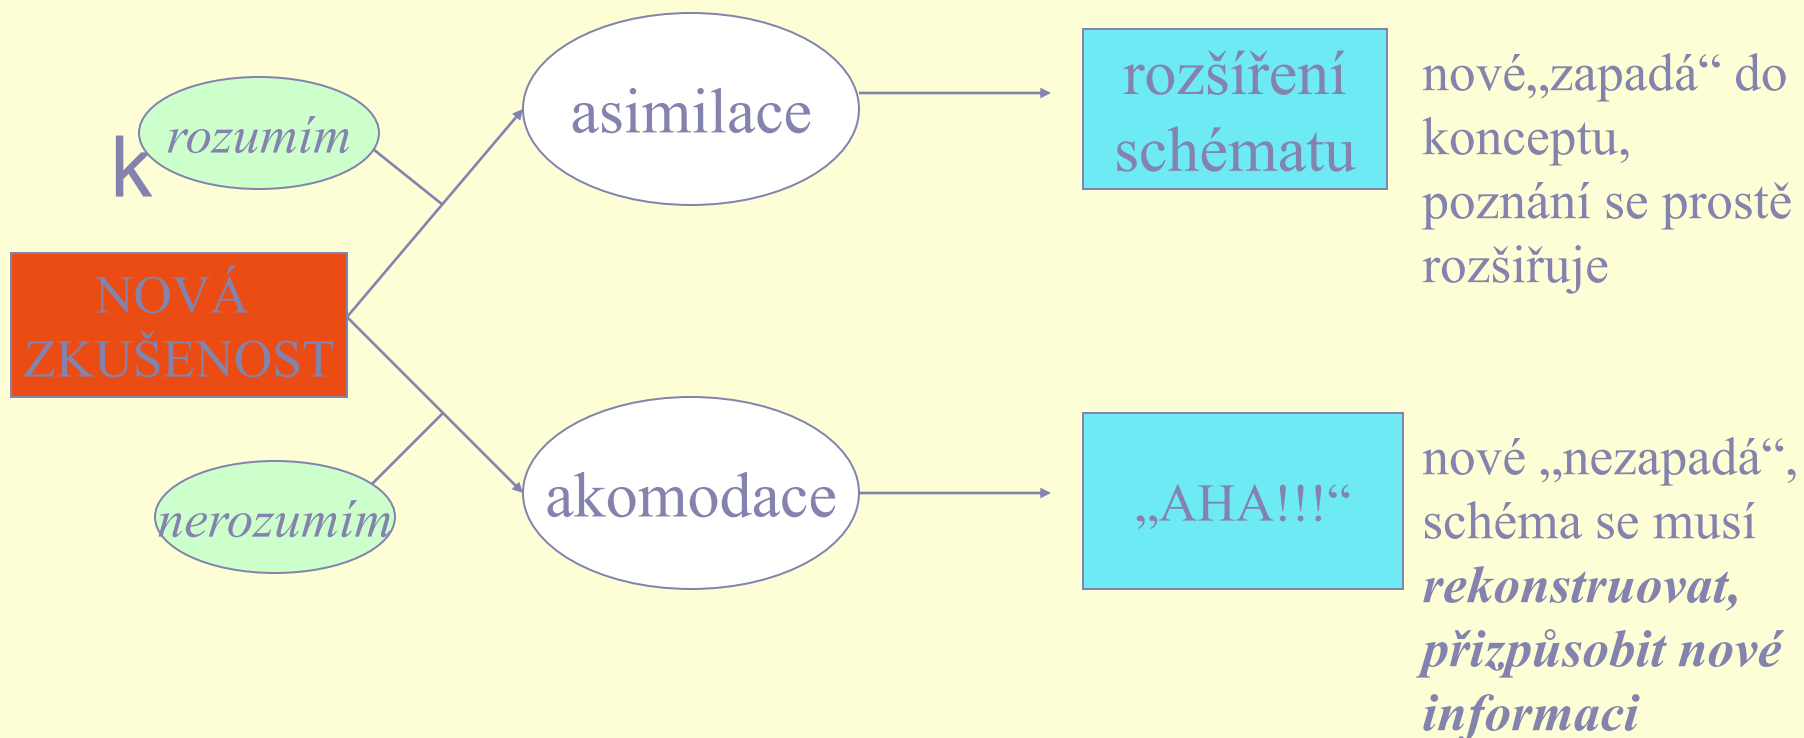 k
rozumím
asimilace
rozšíření
schématu
nové„zapadá“ do
konceptu,
poznání se prostě
rozšiřuje
NOVÁ
ZKUŠENOST
nerozumím
akomodace
„AHA!!!“
nové „nezapadá“,
schéma se musí
rekonstruovat,
přizpůsobit nové
informaci